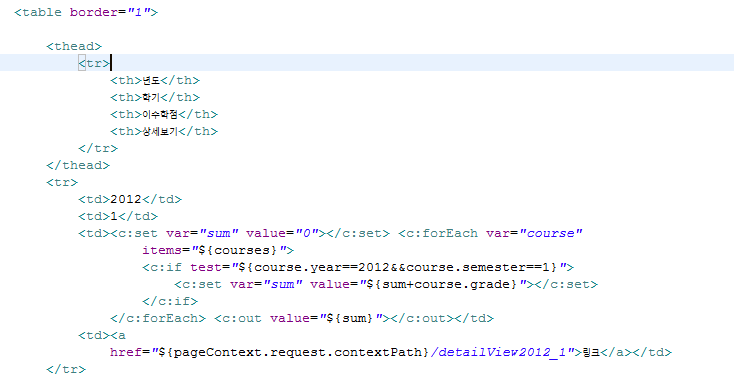 <table border="1">
<thead>
<tr>
<th>년도</th>
<th>학기</th>
<th>이수학점</th>
<th>상세보기</th>
</tr>
</thead>
<tr>
<td>2012</td>
<td>1</td>
<td><c:set var="sum" value="0"></c:set> <c:forEach var="course"
items="${courses}">
<c:if test="${course.year==2012&&course.semester==1}">
<c:set var="sum" value="${sum+course.grade}"></c:set>
</c:if>
</c:forEach> <c:out value="${sum}"></c:out></td>
<td><a
href="${pageContext.request.contextPath}/detailView2012_1">링크</a></td>
</tr>